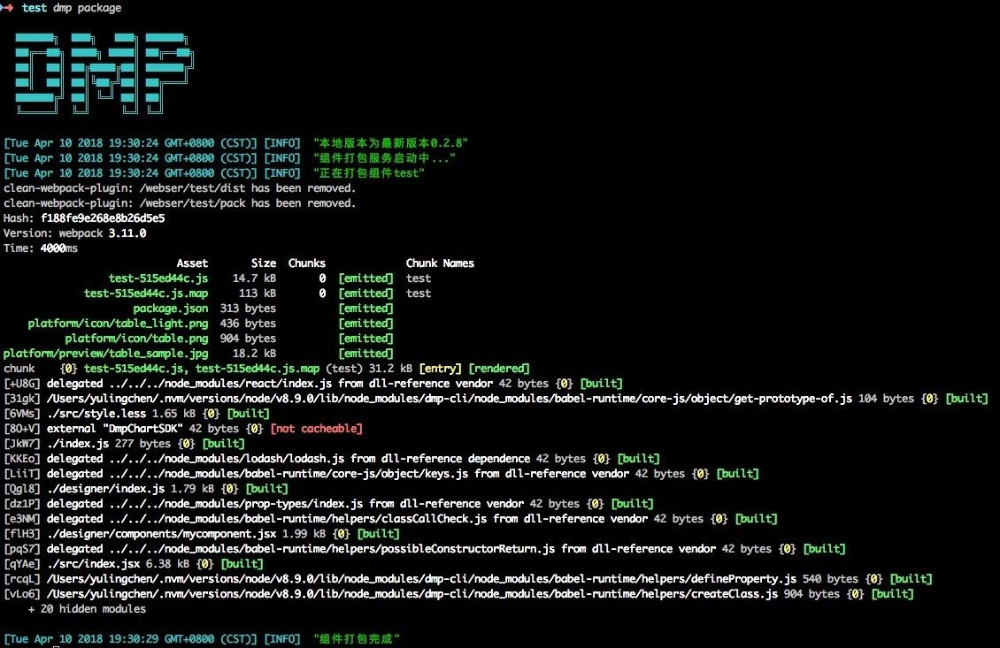 ➜ test dmp package
DMP
[Tue Apr 10 2018 19:30:24 GMT+0800 (CST)] [INFO] "本地版本为最新版本0.2.8"
[Tue Apr 10 2018 19:30:24 GMT+0800 (CST)] [INFO] "组件打包服务启动中..."
[Tue Apr 10 2018 19:30:24 GMT+0800 (CST)] [INFO] "正在打包组件test"
clean-webpack-plugin: /webser/test/dist has been removed.
clean-webpack-plugin: /webser/test/pack has been removed.
Hash: f188fe9e268e8b26d5e5
Version: webpack 3.11.0
Time: 4000ms
Asset Size Chunks Chunk Names
test-515ed44c.js 14.7 kB 0 [emitted] test
test-515ed44c.js.map 113 kB 0 [emitted] test
package.json 313 bytes [emitted]
platform/icon/table_light.png 436 bytes [emitted]
platform/icon/table.png 904 bytes [emitted]
platform/preview/table_sample.jpg 18.2 kB [emitted]
chunk {0} test-515ed44c.js, test-515ed44c.js.map (test) 31.2 kB [entry] [rendered]
[+U8G] delegated ../../../node_modules/react/index.js from dll-reference vendor 42 bytes {0} [built]
[31gk] /Users/yulingchen/.nvm/versions/node/v8.9.0/lib/node_modules/dmp-cli/node_modules/babel-runtime/core-js/object/get-prototype-of.js 104 bytes {0} [built]
[6VMs] ./src/style.less 1.65 kB {0} [built]
[8O+V] external "DmpChartSDK" 42 bytes {0} [not cacheable]
[JkW7] ./index.js 277 bytes {0} [built]
[KKEo] delegated ../../../node_modules/lodash/lodash.js from dll-reference dependence 42 bytes {0} [built]
[LiiT] delegated ../../../node_modules/babel-runtime/core-js/object/keys.js from dll-reference vendor 42 bytes {0} [built]
[Qgl8] ./designer/index.js 1.79 kB {0} [built]
[dz1P] delegated ../../../node_modules/prop-types/index.js from dll-reference vendor 42 bytes {0} [built]
[e3NM] delegated ../../../node_modules/babel-runtime/helpers/classCallCheck.js from dll-reference vendor 42 bytes {0} [built]
[flH3] ./designer/components/mycomponent.jsx 1.99 kB {0} [built]
[pqS7] delegated ../../../node_modules/babel-runtime/helpers/possibleConstructorReturn.js from dll-reference vendor 42 bytes {0} [built]
[qYAe] ./src/index.jsx 6.38 kB {0} [built]
[rcqL] /Users/yulingchen/.nvm/versions/node/v8.9.0/lib/node_modules/dmp-cli/node_modules/babel-runtime/helpers/defineProperty.js 540 bytes {0} [built]
[vLo6] /Users/yulingchen/.nvm/versions/node/v8.9.0/lib/node_modules/dmp-cli/node_modules/babel-runtime/helpers/createClass.js 904 bytes {0} [built]
+ 20 hidden modules
[Tue Apr 10 2018 19:30:29 GMT+0800 (CST)] [INFO] "组件打包完成"